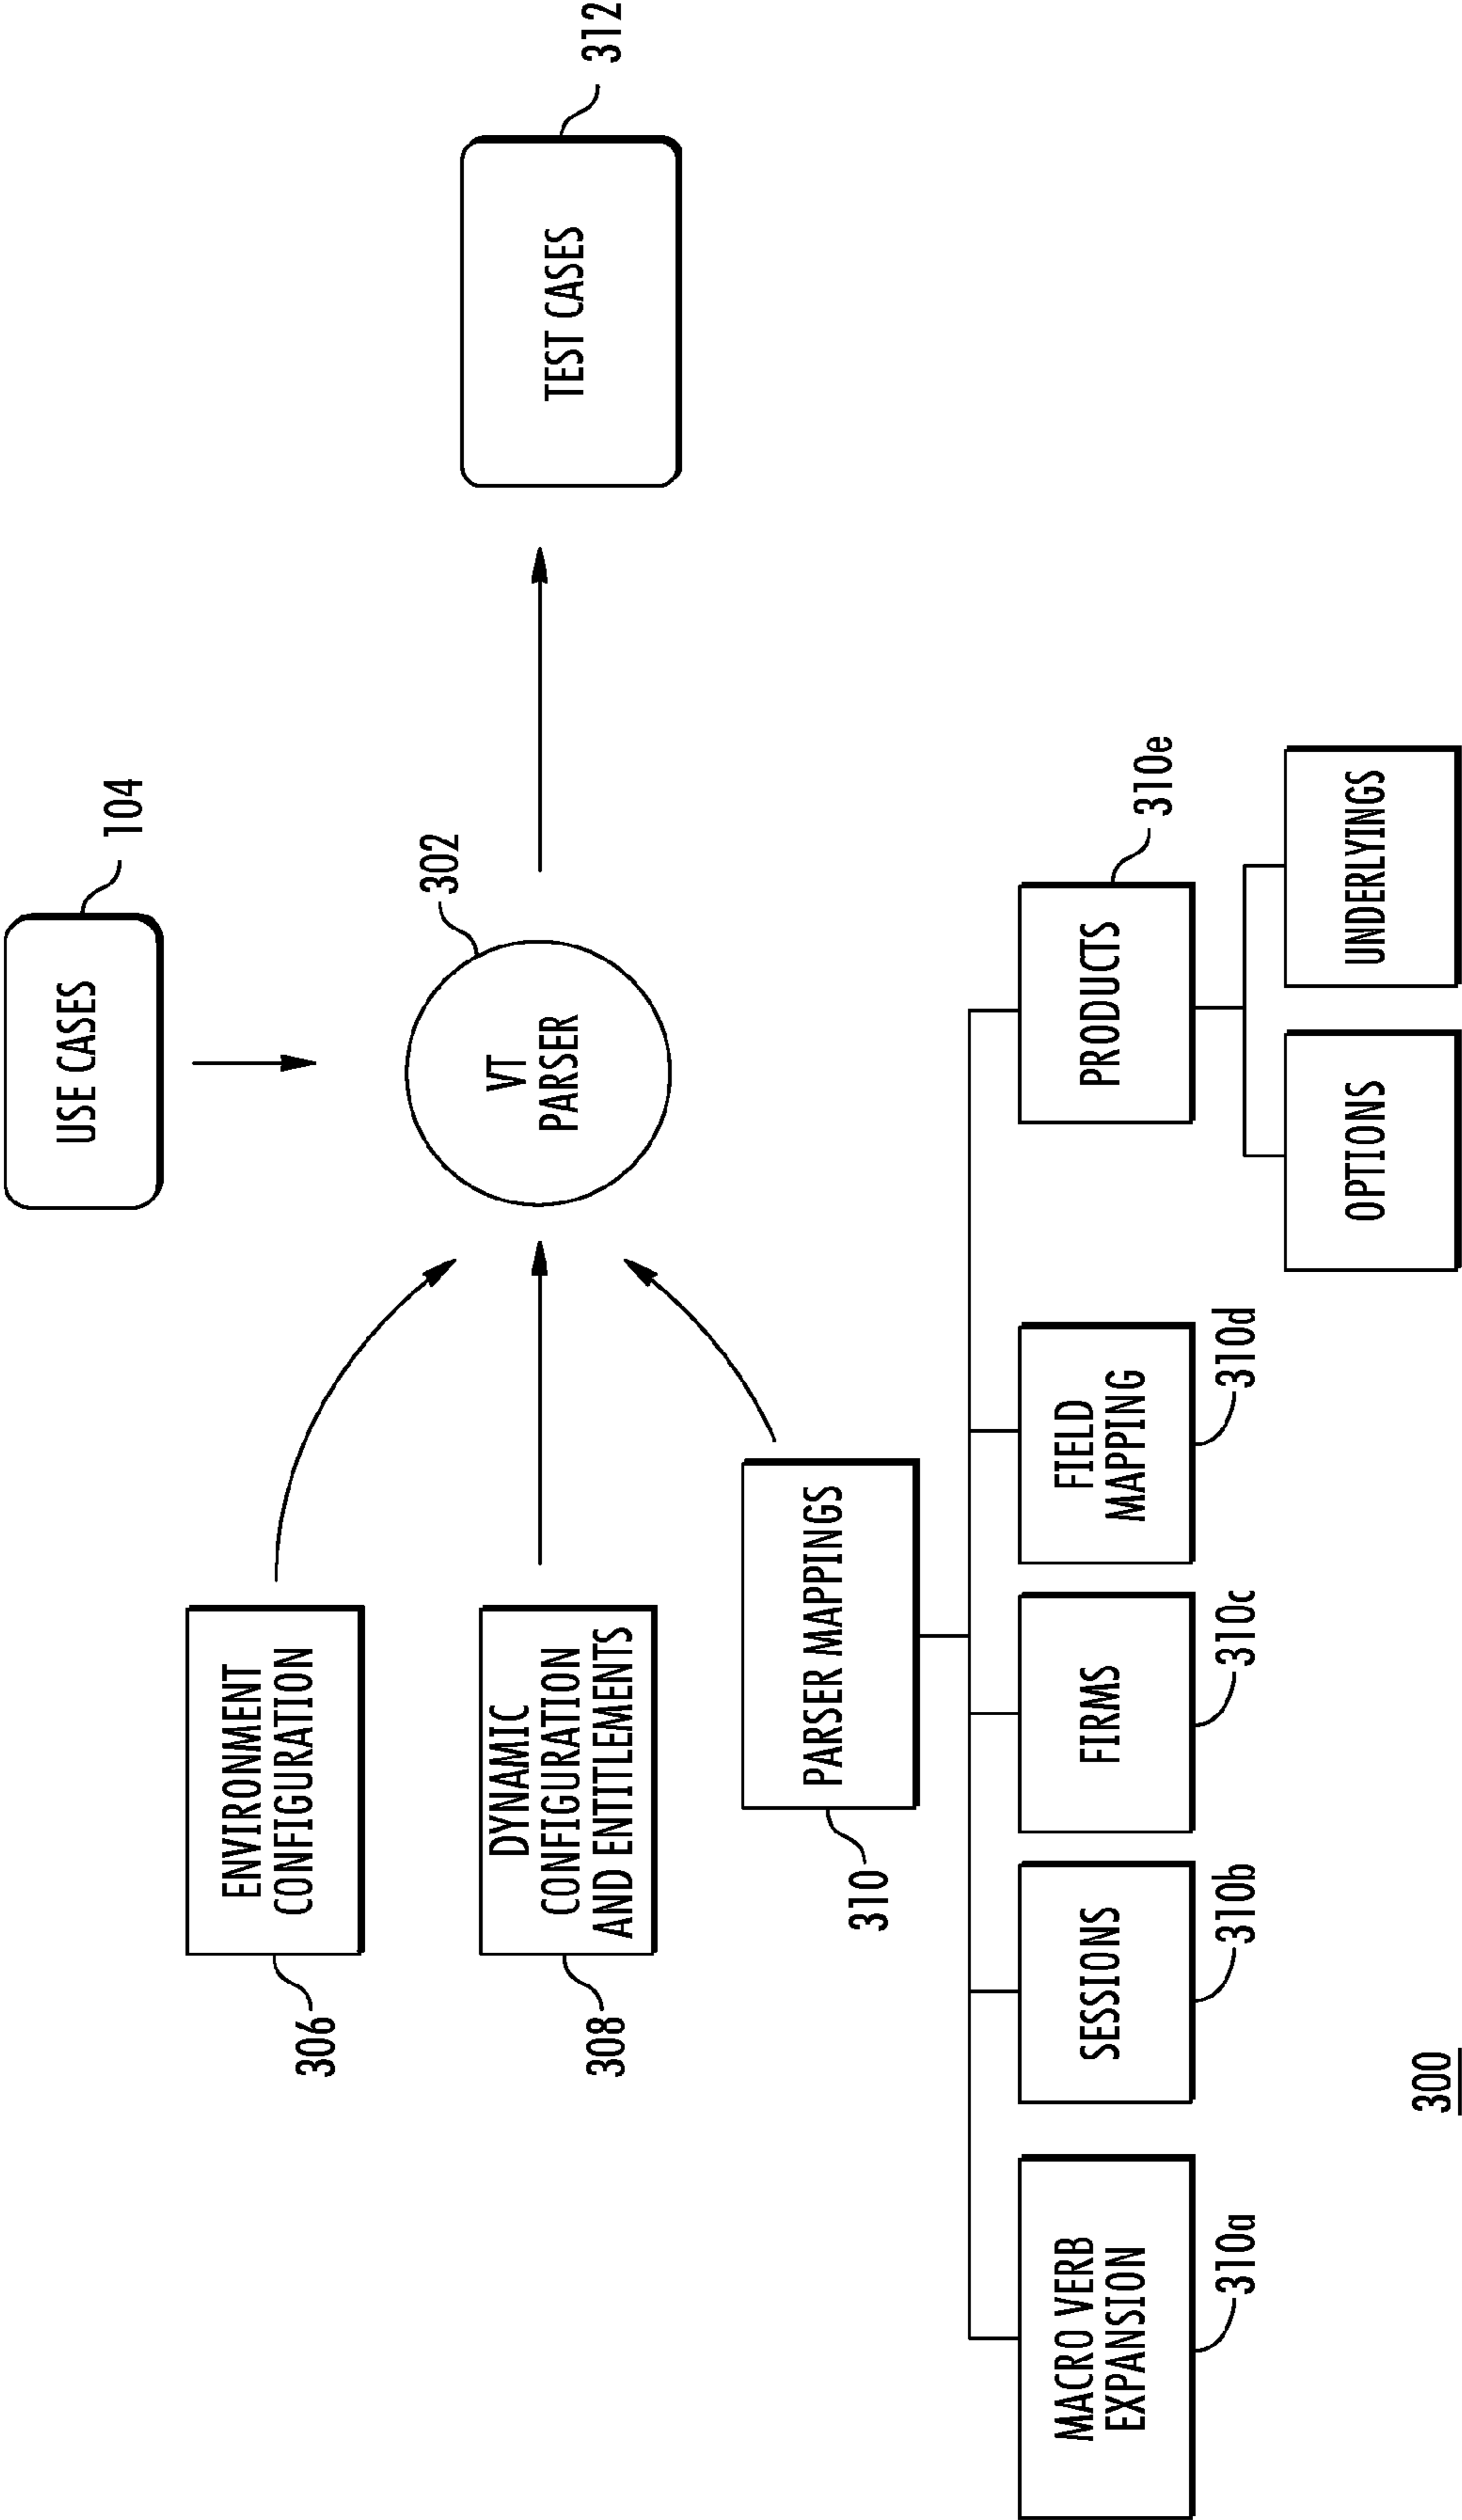 USE CASES
104
302
VT
PARSER
312
TEST CASES
ENVIRONMENT
CONFIGURATION
306
DYNAMIC
CONFIGURATION
AND ENTITLEMENTS
308
PARSER MAPPINGS
310
MACRO VERB
EXPANSION
310a
SESSIONS
310b
FIRMS
310c
FIELD
MAPPING
310d
PRODUCTS
310e
OPTIONS
UNDERLYINGS
300